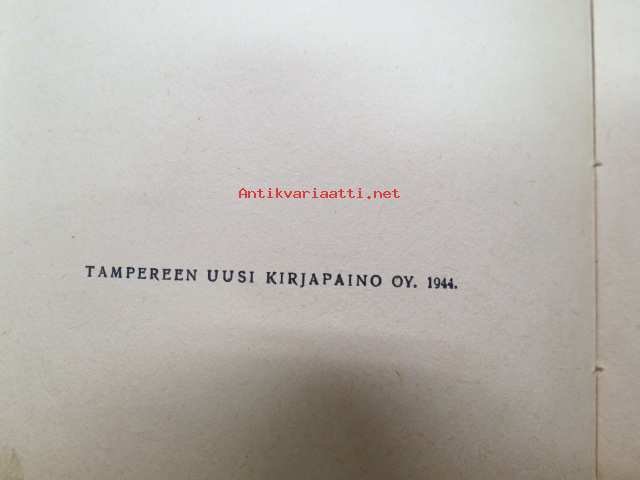 Antikvariaatti.net
TAMPEREEN UUSI KIRJAPAINO OY. 1944.